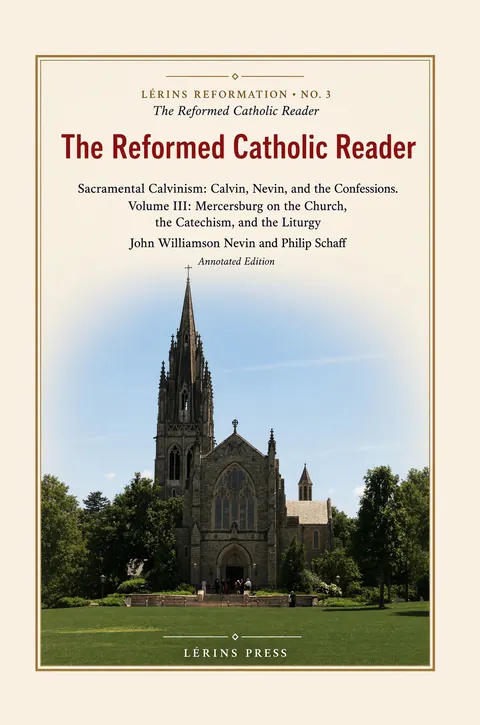 LÉRINS REFORMATION • NO. 3
The Reformed Catholic Reader
The Reformed Catholic Reader
Sacramental Calvinism: Calvin, Nevin, and the Confessions.
Volume III: Mercersburg on the Church,
the Catechism, and the Liturgy
John Williamson Nevin and Philip Schaff
Annotated Edition
LÉRINS PRESS